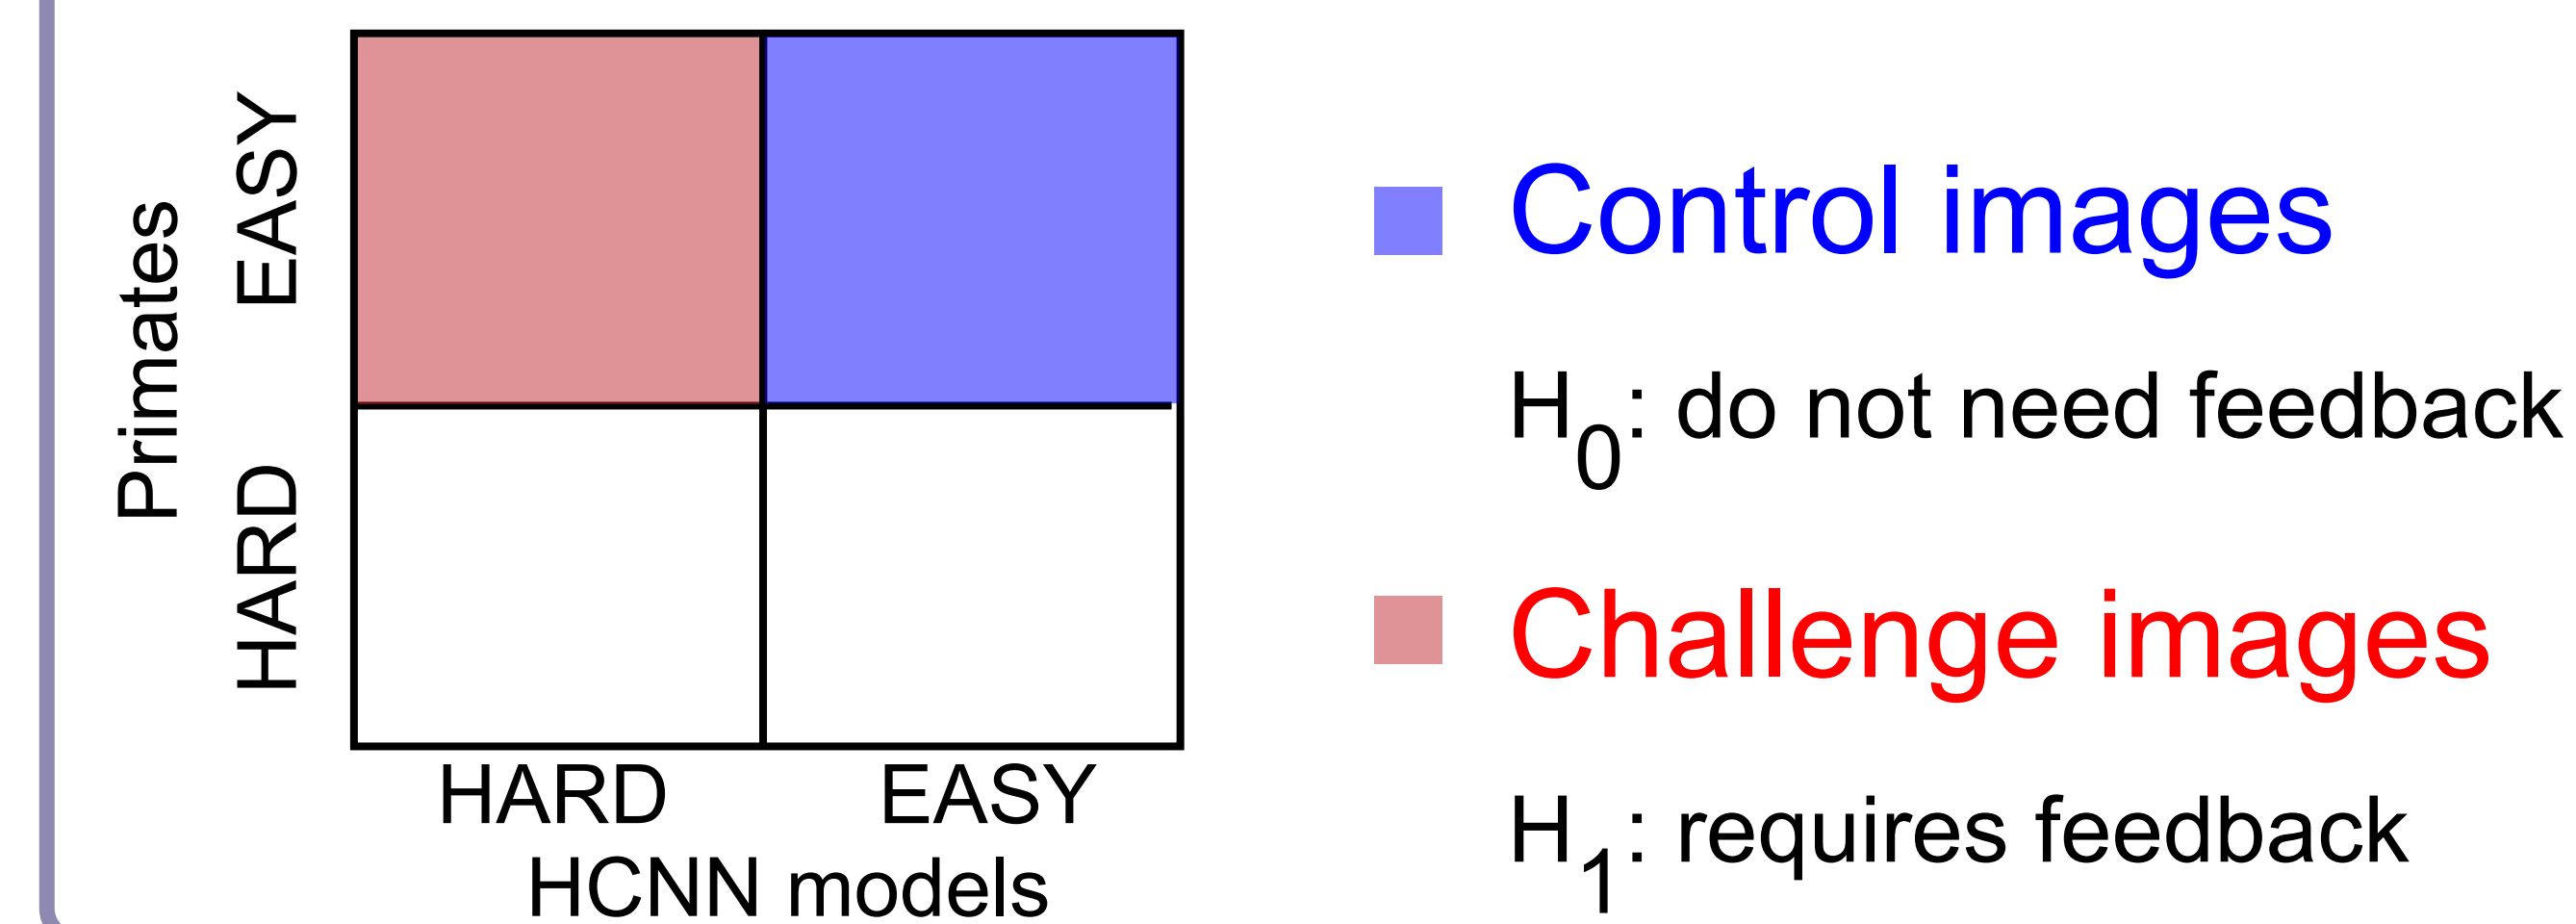 Primates
EASY
HARD
HARD EASY
HCNN models
Control images
H0: do not need feedback
Challenge images
H1: requires feedback